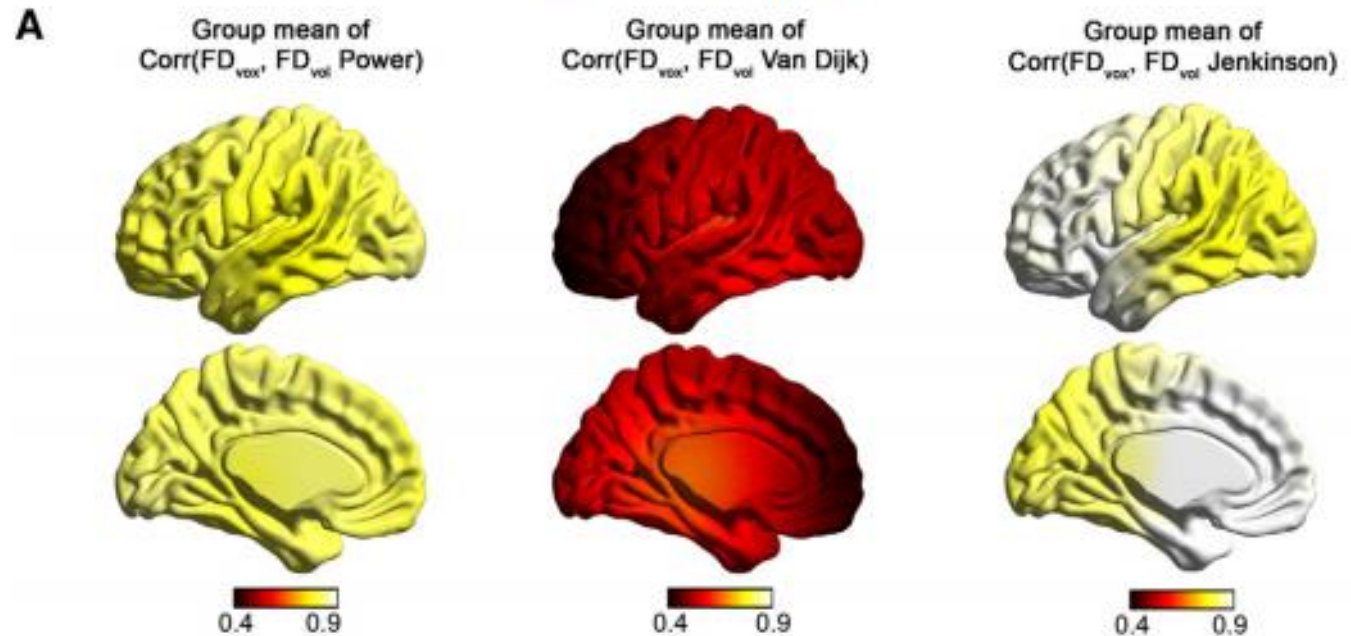 A
Group mean of
Corr(FDvox, FDvol Power)
Group mean of
Corr(FDvox, FDvol Van Dijk)
Group mean of
Corr(FDvox, FDvol Jenkinson)
0.4 0.9
0.4 0.9
0.4 0.9